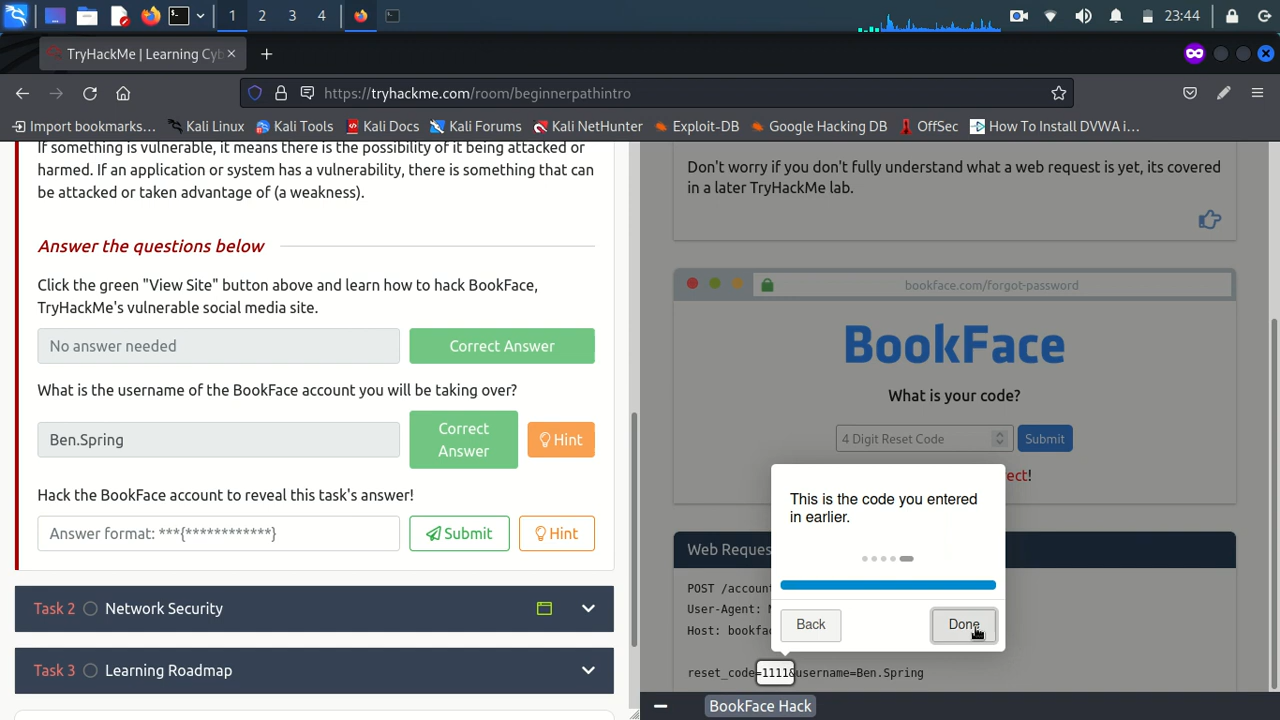 1 2 3 4
23:44
TryHackMe | Learning Cyb
https://tryhackme.com/room/beginnerpathintro
Import bookmarks… Kali Linux Kali Tools Kali Docs Kali Forums Kali NetHunter Exploit-DB Google Hacking DB OffSec How To Install DVWA i…
If something is vulnerable, it means there is the possibility of it being attacked or
harmed. If an application or system has a vulnerability, there is something that can
be attacked or taken advantage of (a weakness).
Answer the questions below
Click the green "View Site" button above and learn how to hack BookFace,
TryHackMe's vulnerable social media site.
No answer needed
Correct Answer
What is the username of the BookFace account you will be taking over?
Ben.Spring
Correct
Answer
Hint
Hack the BookFace account to reveal this task's answer!
Answer format: ***{************}
Submit
Hint
Task 2 Network Security
Task 3 Learning Roadmap
Don't worry if you don't fully understand what a web request is yet, its covered
in a later TryHackMe lab.
bookface.com/forgot-password
BookFace
What is your code?
4 Digit Reset Code
Submit
rect!
This is the code you entered
in earlier.
Back
Done
Web Reques
POST /accoun
User-Agent: M
Host: bookfac
reset_code=1111&username=Ben.Spring
BookFace Hack